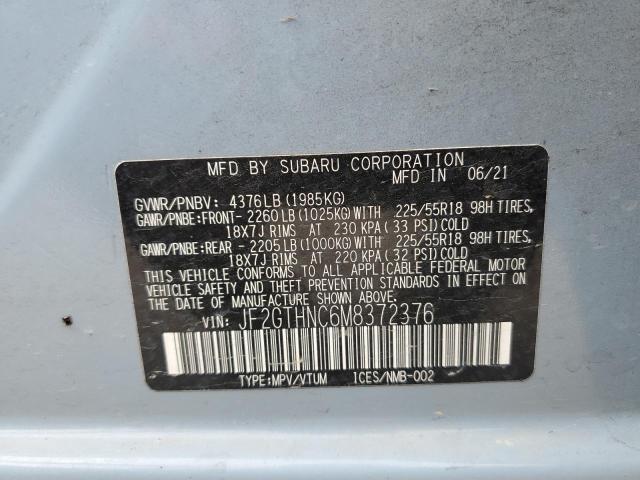 MFD BY SUBARU CORPORATION
MFD IN 06/21
GVWR/PNBV: 4376LB(1985KG)
GAWR/PNBE:FRONT- 2260LB(1025KG)WITH 225/55R18 98H TIRES,
18X7J RIMS AT 230 KPA(33 PSI)COLD
GAWR/PNBE:REAR - 2205LB(1000KG)WITH 225/55R18 98H TIRES,
18X7J RIMS AT 220 KPA(32 PSI)COLD
THIS VEHICLE CONFORMS TO ALL APPLICABLE FEDERAL MOTOR
VEHICLE SAFETY AND THEFT PREVENTION STANDARDS IN EFFECT ON
THE DATE OF MANUFACTURE SHOWN ABOVE.
VIN: JF2GTHNC6M8372376
TYPE:MPV/VTUM ICES/NMB-002